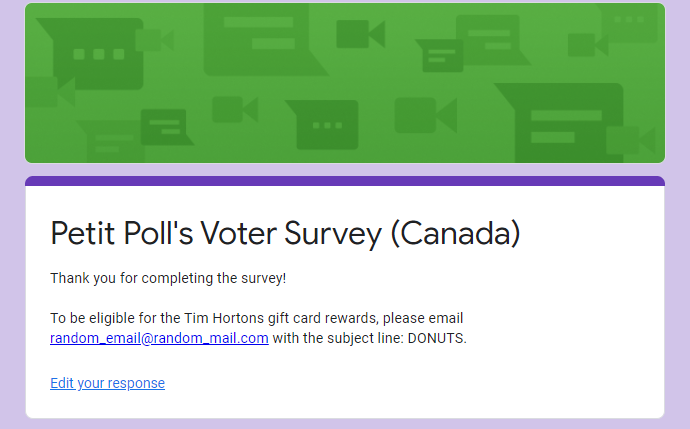 Petit Poll's Voter Survey (Canada)
Thank you for completing the survey!
To be eligible for the Tim Hortons gift card rewards, please email
random_email@random_mail.com with the subject line: DONUTS.
Edit your response